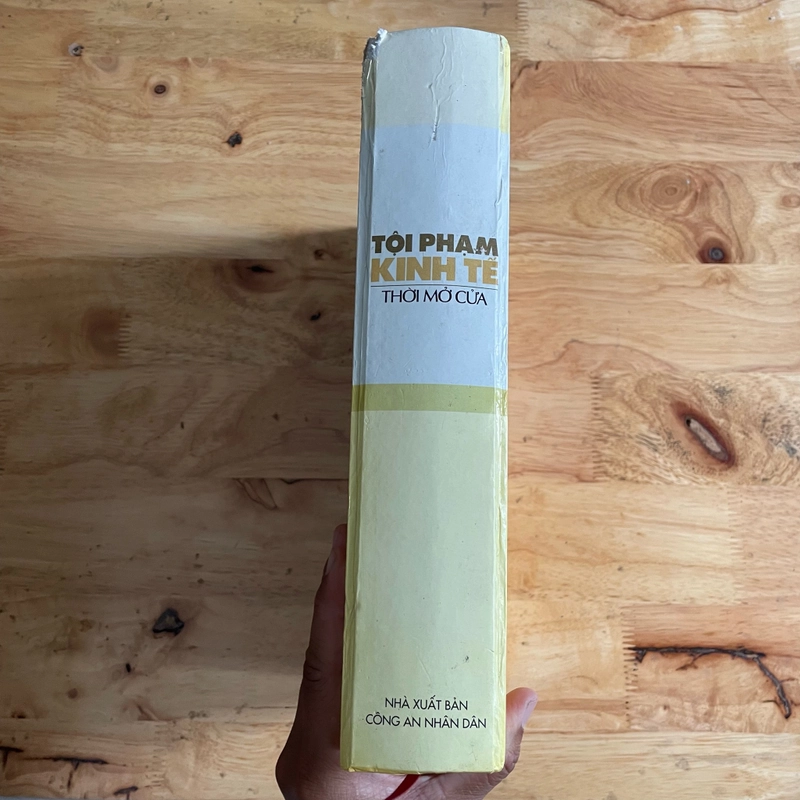 TỘI PHẠM
KINH TẾ
THỜI MỞ CỬA
NHÀ XUẤT BẢN
CÔNG AN NHÂN DÂN